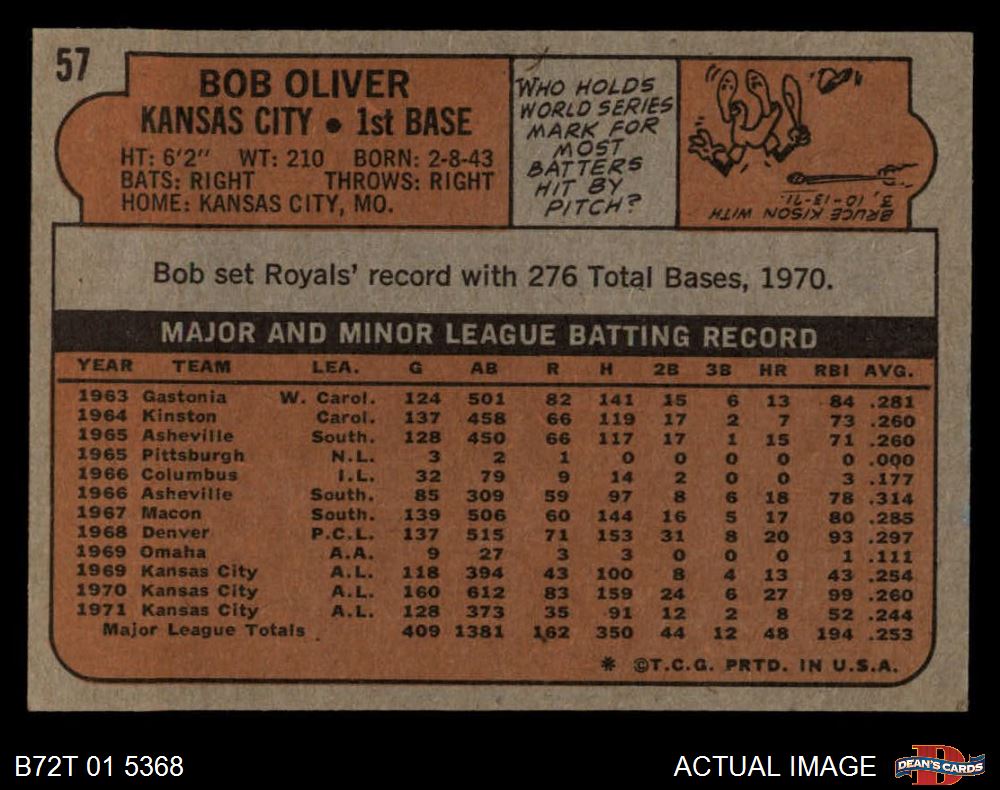 57
BOB OLIVER
KANSAS CITY • 1st BASE
HT: 6'2" WT: 210 BORN: 2-8-43
BATS: RIGHT THROWS: RIGHT
HOME: KANSAS CITY, MO.
WHO HOLDS
WORLD SERIES
MARK FOR
MOST
BATTERS
HIT BY
PITCH?
BRUCE KISON WITH
3, 10-13-71.
Bob set Royals' record with 276 Total Bases, 1970.
MAJOR AND MINOR LEAGUE BATTING RECORD
YEAR TEAM LEA. G AB R H 2B 3B HR RBI AVG.
1963 Gastonia W. Carol. 124 501 82 141 15 6 13 84 .281
1964 Kinston Carol. 137 458 66 119 17 2 7 73 .260
1965 Asheville South. 128 450 66 117 17 1 15 71 .260
1965 Pittsburgh N.L. 3 2 1 0 0 0 0 0 .000
1966 Columbus I.L. 32 79 9 14 2 0 0 3 .177
1966 Asheville South. 85 309 59 97 8 6 18 78 .314
1967 Macon South. 139 506 60 144 16 5 17 80 .285
1968 Denver P.C.L. 137 515 71 153 31 8 20 93 .297
1969 Omaha A.A. 9 27 3 3 0 0 0 1 .111
1969 Kansas City A.L. 118 394 43 100 8 4 13 43 .254
1970 Kansas City A.L. 160 612 83 159 24 6 27 99 .260
1971 Kansas City A.L. 128 373 35 91 12 2 8 52 .244
Major League Totals 409 1381 162 350 44 12 48 194 .253
* ©T.C.G. PRTD. IN U.S.A.
B72T 01 5368
ACTUAL IMAGE
D
DEAN'S CARDS